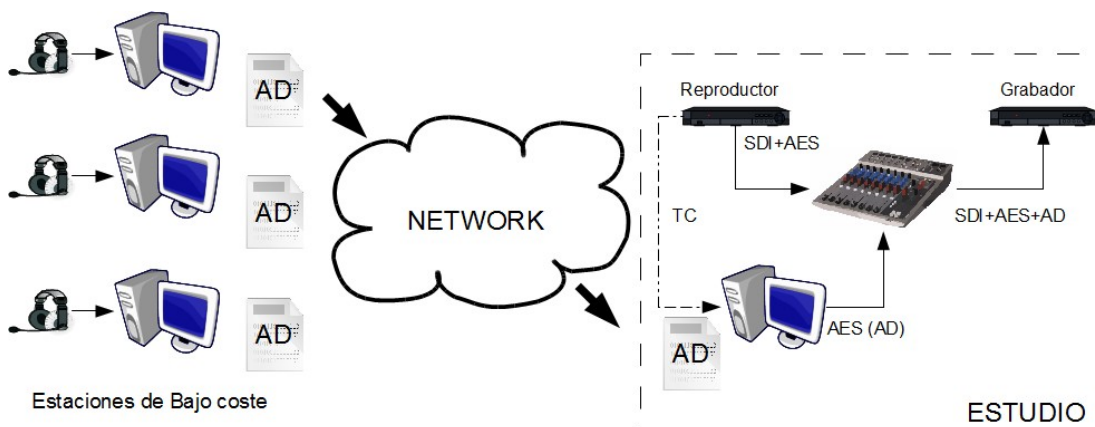 AD
AD
AD
Estaciones de Bajo coste
NETWORK
Reproductor
Grabador
SDI+AES
TC
SDI+AES+AD
AES (AD)
AD
ESTUDIO